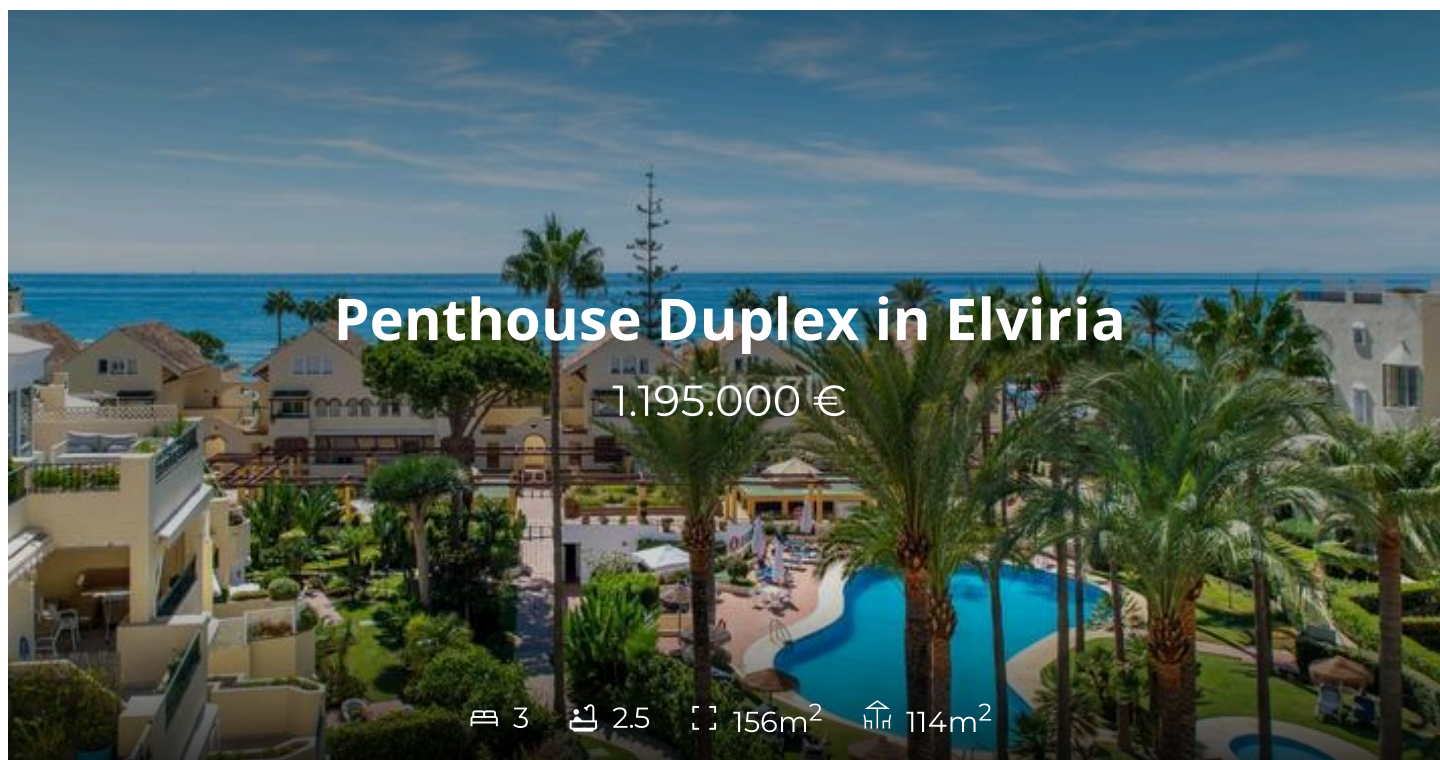 Penthouse Duplex in Elviria
1.195.000 €
3 2.5 156m² 114m²